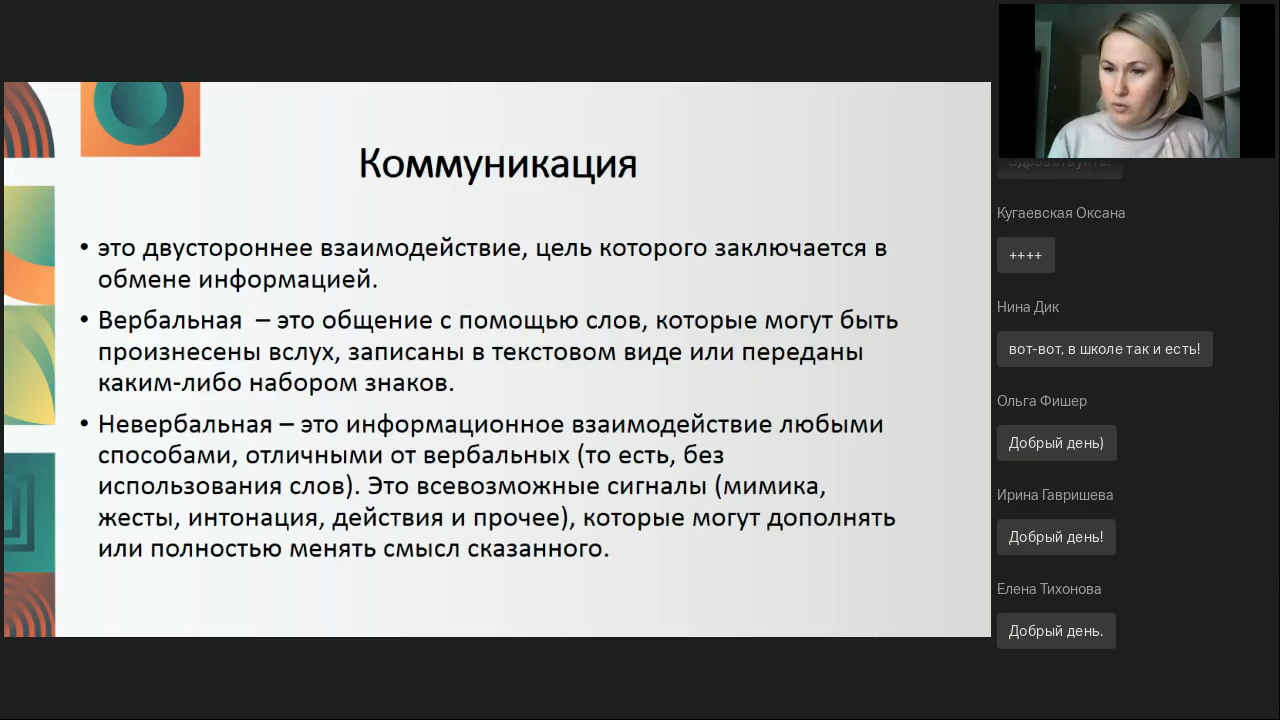 Коммуникация
• это двустороннее взаимодействие, цель которого заключается в
обмене информацией.
• Вербальная – это общение с помощью слов, которые могут быть
произнесены вслух, записаны в текстовом виде или переданы
каким-либо набором знаков.
• Невербальная – это информационное взаимодействие любыми
способами, отличными от вербальных (то есть, без
использования слов). Это всевозможные сигналы (мимика,
жесты, интонация, действия и прочее), которые могут дополнять
или полностью менять смысл сказанного.
Здравствуйте!
Кугаевская Оксана
++++
Нина Дик
вот-вот, в школе так и есть!
Ольга Фишер
Добрый день)
Ирина Гавришева
Добрый день!
Елена Тихонова
Добрый день.